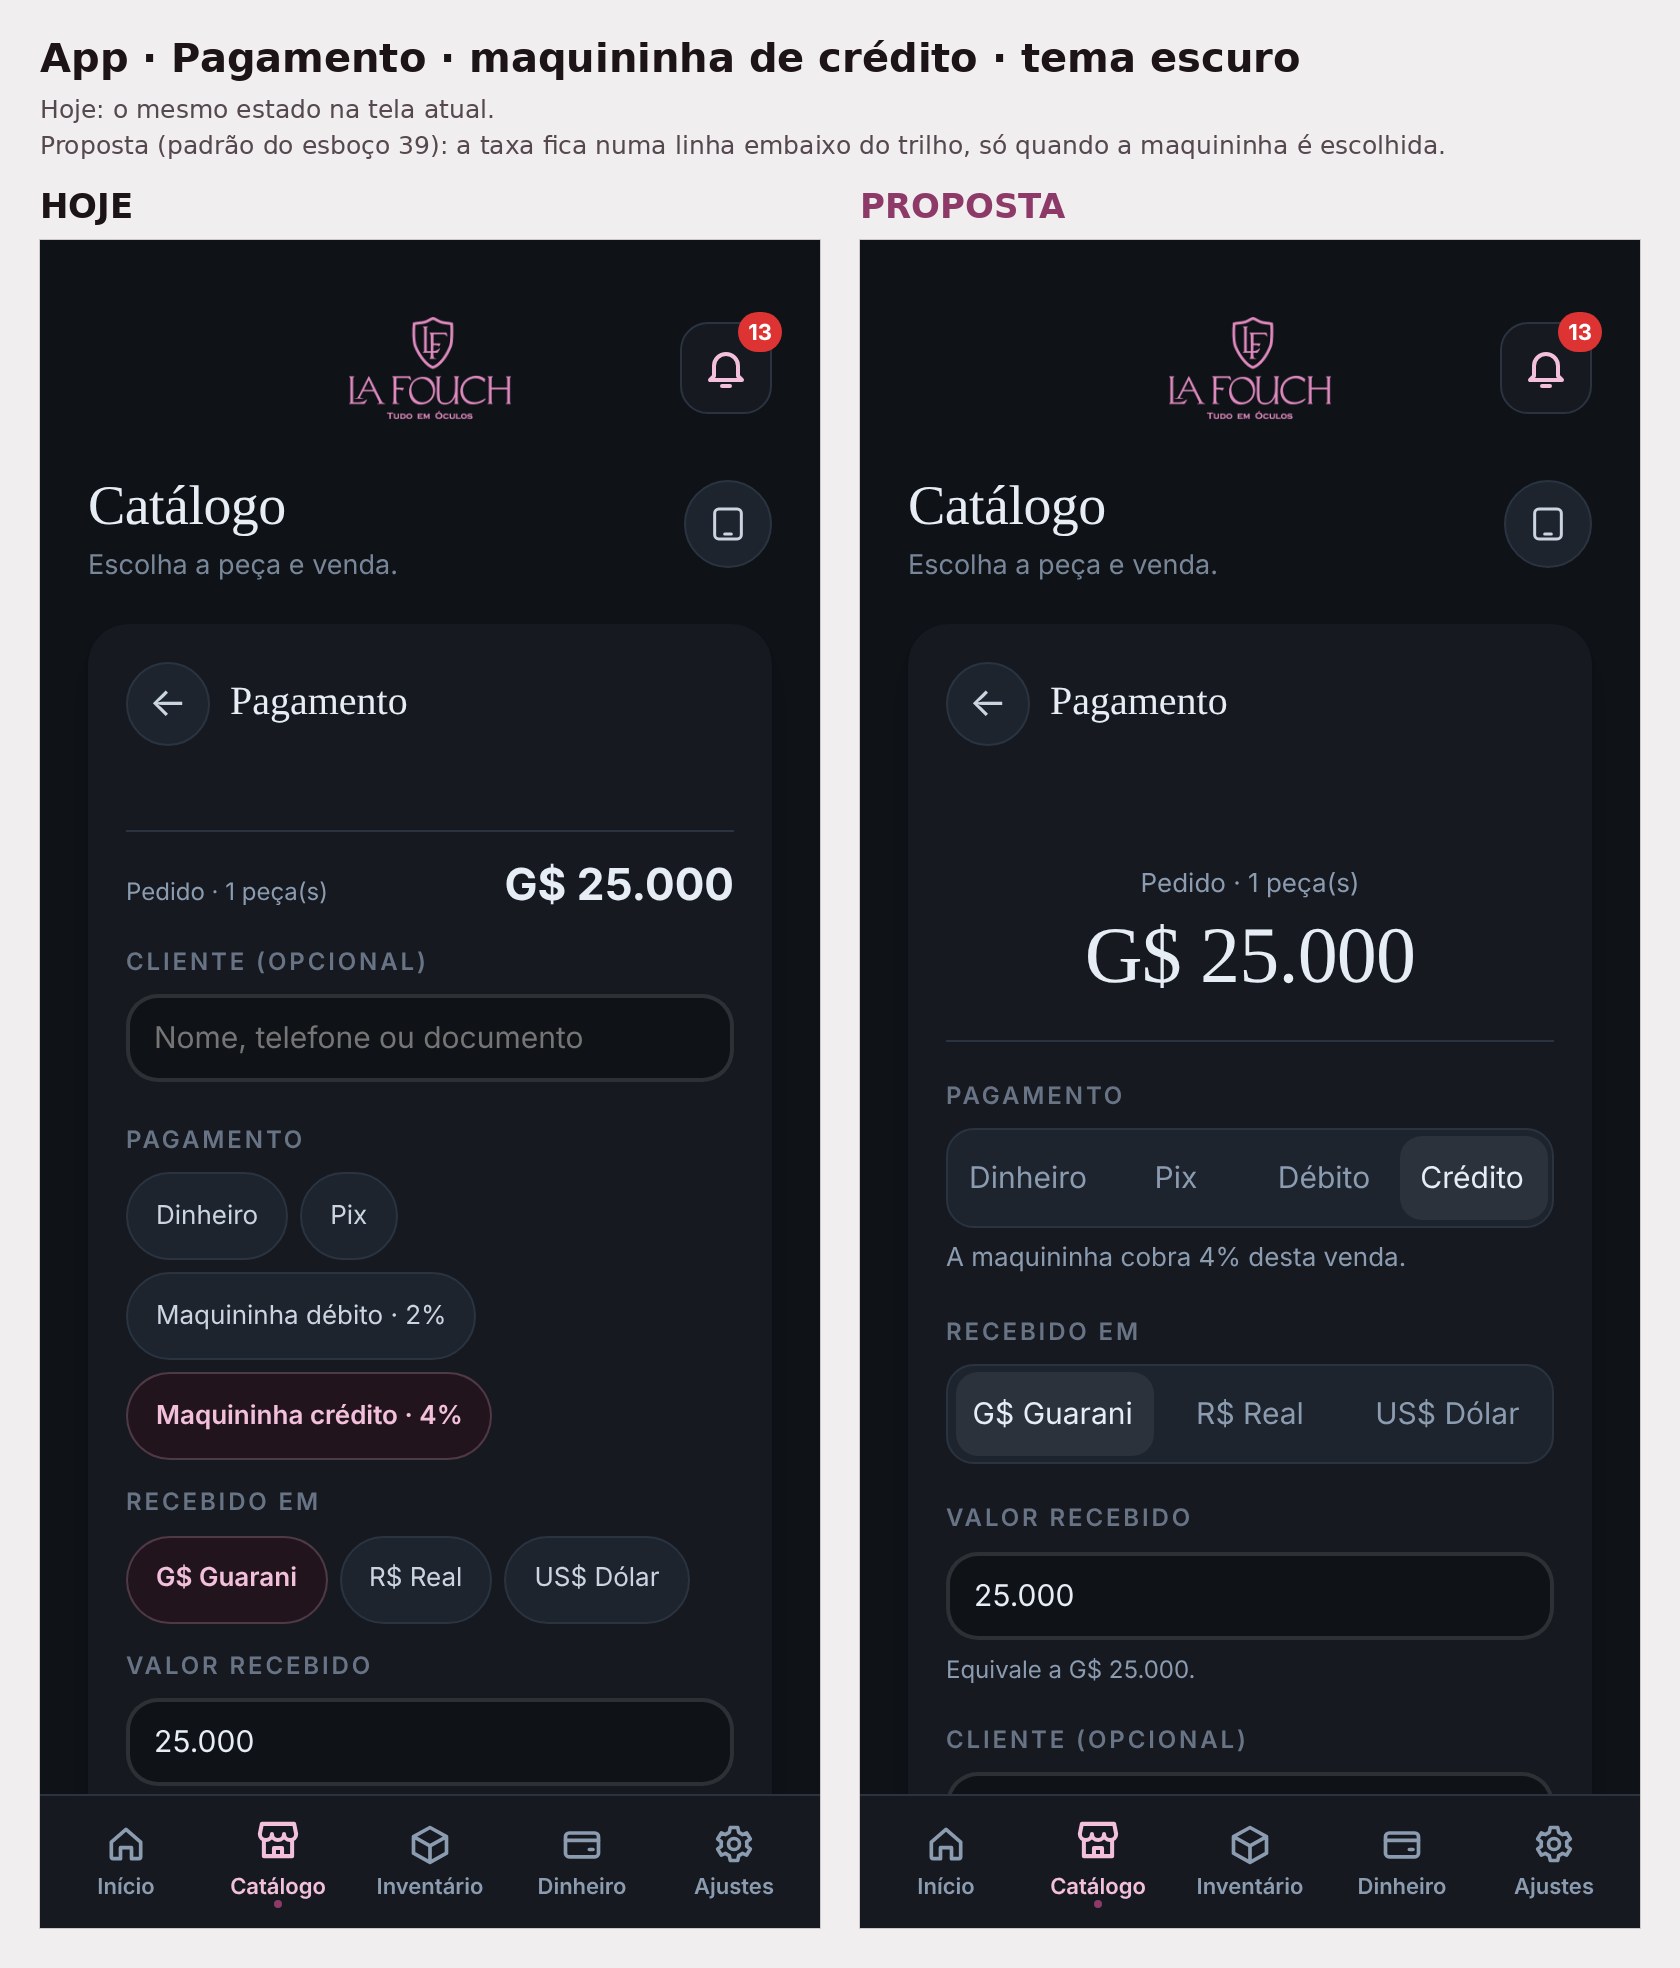 App · Pagamento · maquininha de crédito · tema escuro
Hoje: o mesmo estado na tela atual.
Proposta (padrão do esboço 39): a taxa fica numa linha embaixo do trilho, só quando a maquininha é escolhida.
HOJE
13
LF
LA FOUCH
TUDO EM ÓCULOS
Catálogo
Escolha a peça e venda.
Pagamento
Pedido · 1 peça(s)
G$ 25.000
CLIENTE (OPCIONAL)
Nome, telefone ou documento
PAGAMENTO
Dinheiro
Pix
Maquininha débito · 2%
Maquininha crédito · 4%
RECEBIDO EM
G$ Guarani
R$ Real
US$ Dólar
VALOR RECEBIDO
25.000
Início
Catálogo
Inventário
Dinheiro
Ajustes
PROPOSTA
13
LF
LA FOUCH
TUDO EM ÓCULOS
Catálogo
Escolha a peça e venda.
Pagamento
Pedido · 1 peça(s)
G$ 25.000
PAGAMENTO
Dinheiro
Pix
Débito
Crédito
A maquininha cobra 4% desta venda.
RECEBIDO EM
G$ Guarani
R$ Real
US$ Dólar
VALOR RECEBIDO
25.000
Equivale a G$ 25.000.
CLIENTE (OPCIONAL)
Início
Catálogo
Inventário
Dinheiro
Ajustes